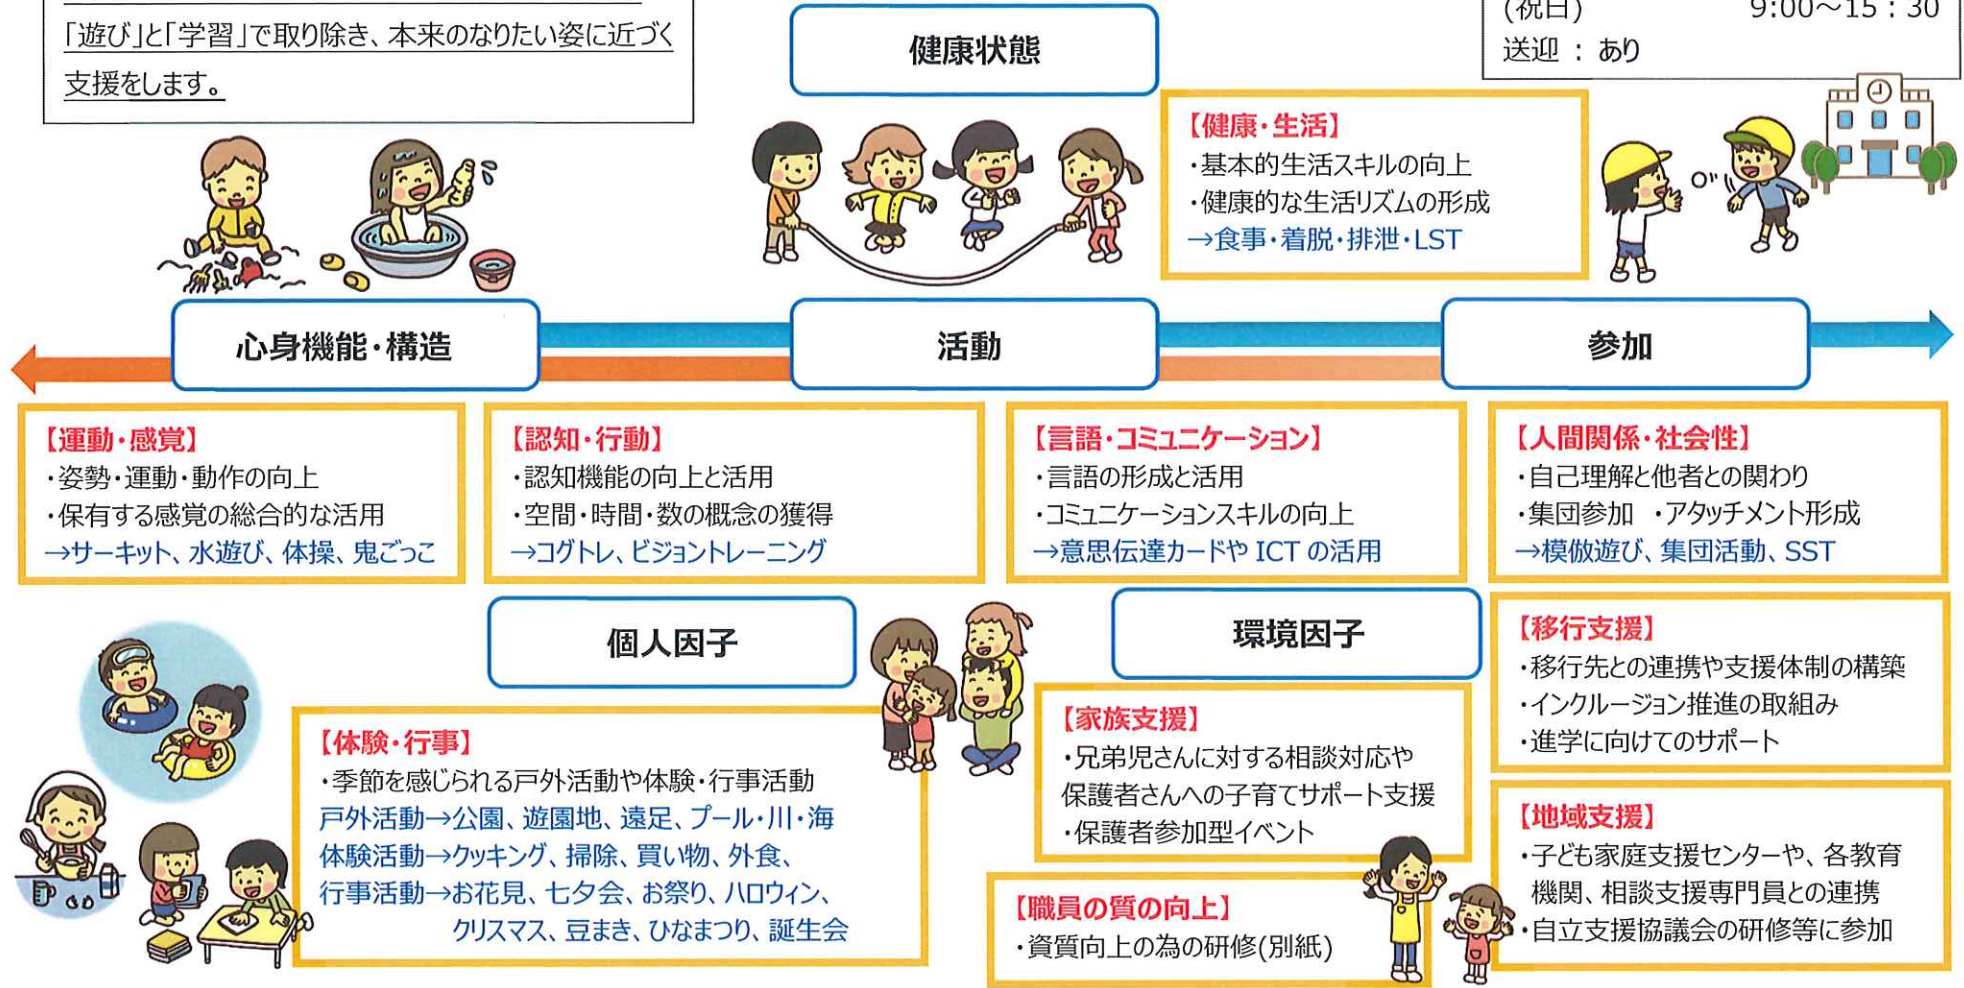 「遊び」と「学習」で取り除き、本来のなりたい姿に近づく
支援をします。
健康状態
(祝日) 9:00～15：30
送迎 ： あり
【健康・生活】
・基本的生活スキルの向上
・健康的な生活リズムの形成
→食事・着脱・排泄・LST
心身機能・構造
活動
参加
【運動・感覚】
・姿勢・運動・動作の向上
・保有する感覚の総合的な活用
→サーキット、水遊び、体操、鬼ごっこ
【認知・行動】
・認知機能の向上と活用
・空間・時間・数の概念の獲得
→コグトレ、ビジョントレーニング
【言語・コミュニケーション】
・言語の形成と活用
・コミュニケーションスキルの向上
→意思伝達カードや ICT の活用
【人間関係・社会性】
・自己理解と他者との関わり
・集団参加 ・アタッチメント形成
→模倣遊び、集団活動、SST
個人因子
環境因子
【体験・行事】
・季節を感じられる戸外活動や体験・行事活動
戸外活動→公園、遊園地、遠足、プール・川・海
体験活動→クッキング、掃除、買い物、外食、
行事活動→お花見、七夕会、お祭り、ハロウィン、
クリスマス、豆まき、ひなまつり、誕生会
【家族支援】
・兄弟児さんに対する相談対応や
保護者さんへの子育てサポート支援
・保護者参加型イベント
【職員の質の向上】
・資質向上の為の研修(別紙)
【移行支援】
・移行先との連携や支援体制の構築
・インクルージョン推進の取組み
・進学に向けてのサポート
【地域支援】
・子ども家庭支援センターや、各教育
機関、相談支援専門員との連携
・自立支援協議会の研修等に参加